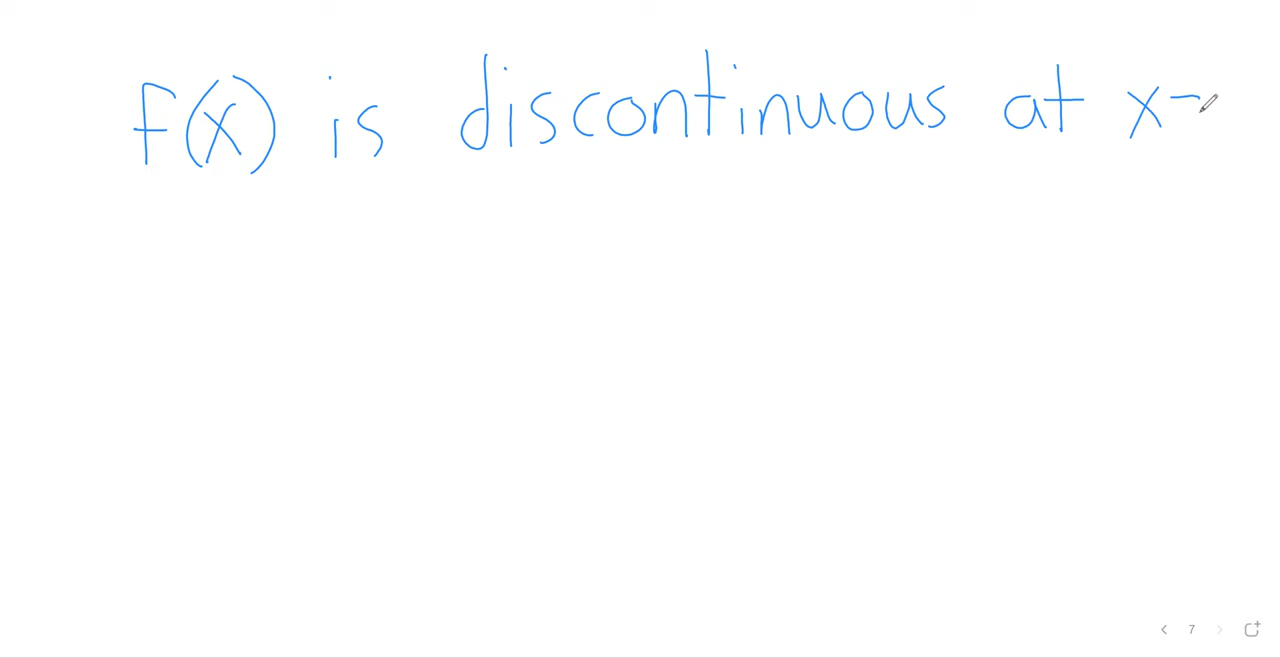 f(x) is discontinuous at x-
7